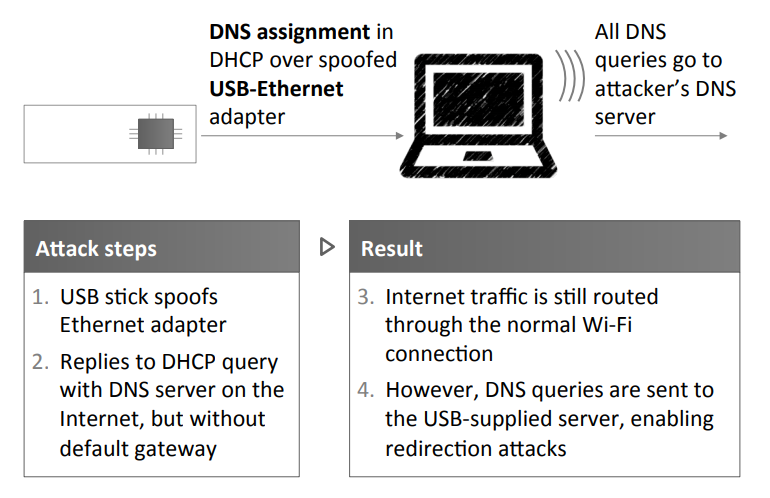 DNS assignment in
DHCP over spoofed
USB-Ethernet
adapter
All DNS
queries go to
attacker's DNS
server
Attack steps
1. USB stick spoofs
Ethernet adapter
2. Replies to DHCP query
with DNS server on the
Internet, but without
default gateway
Result
3. Internet traffic is still routed
through the normal Wi-Fi
connection
4. However, DNS queries are sent to
the USB-supplied server, enabling
redirection attacks